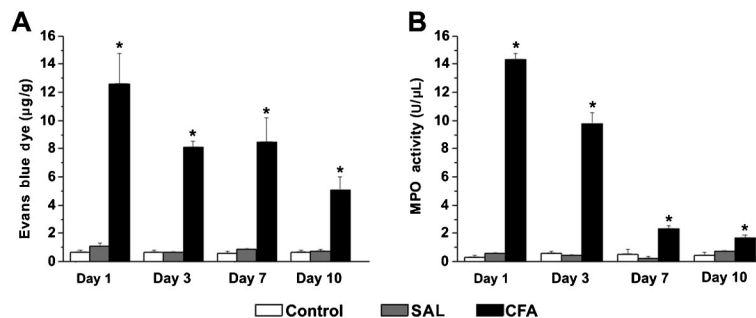 A
Evans blue dye (µg/g)
16
14
12
10
8
6
4
2
0
*
*
*
*
Day 1
Day 3
Day 7
Day 10
B
MPO activity (U/µL)
16
14
12
10
8
6
4
2
0
*
*
*
*
Day 1
Day 3
Day 7
Day 10
Control
SAL
CFA